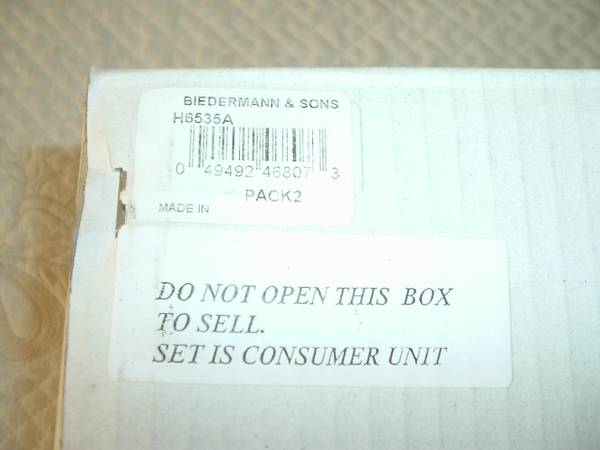 BIEDERMANN & SONS
H6535A
0 49492 46807 3
PACK2
MADE IN
DO NOT OPEN THIS BOX
TO SELL.
SET IS CONSUMER UNIT